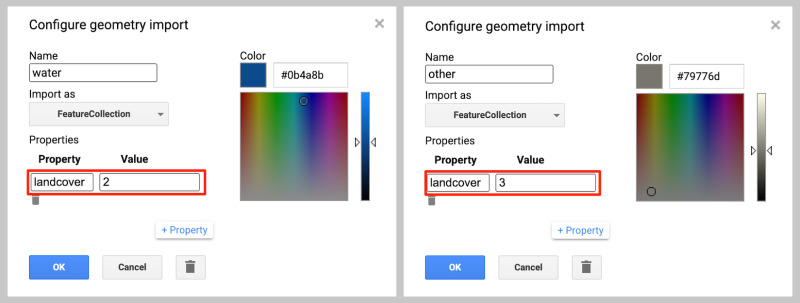 Configure geometry import
Name
water
Import as
FeatureCollection
Properties
Property Value
landcover 2
+ Property
OK Cancel
Color
#0b4a8b
Configure geometry import
Name
other
Import as
FeatureCollection
Properties
Property Value
landcover 3
+ Property
OK Cancel
Color
#79776d